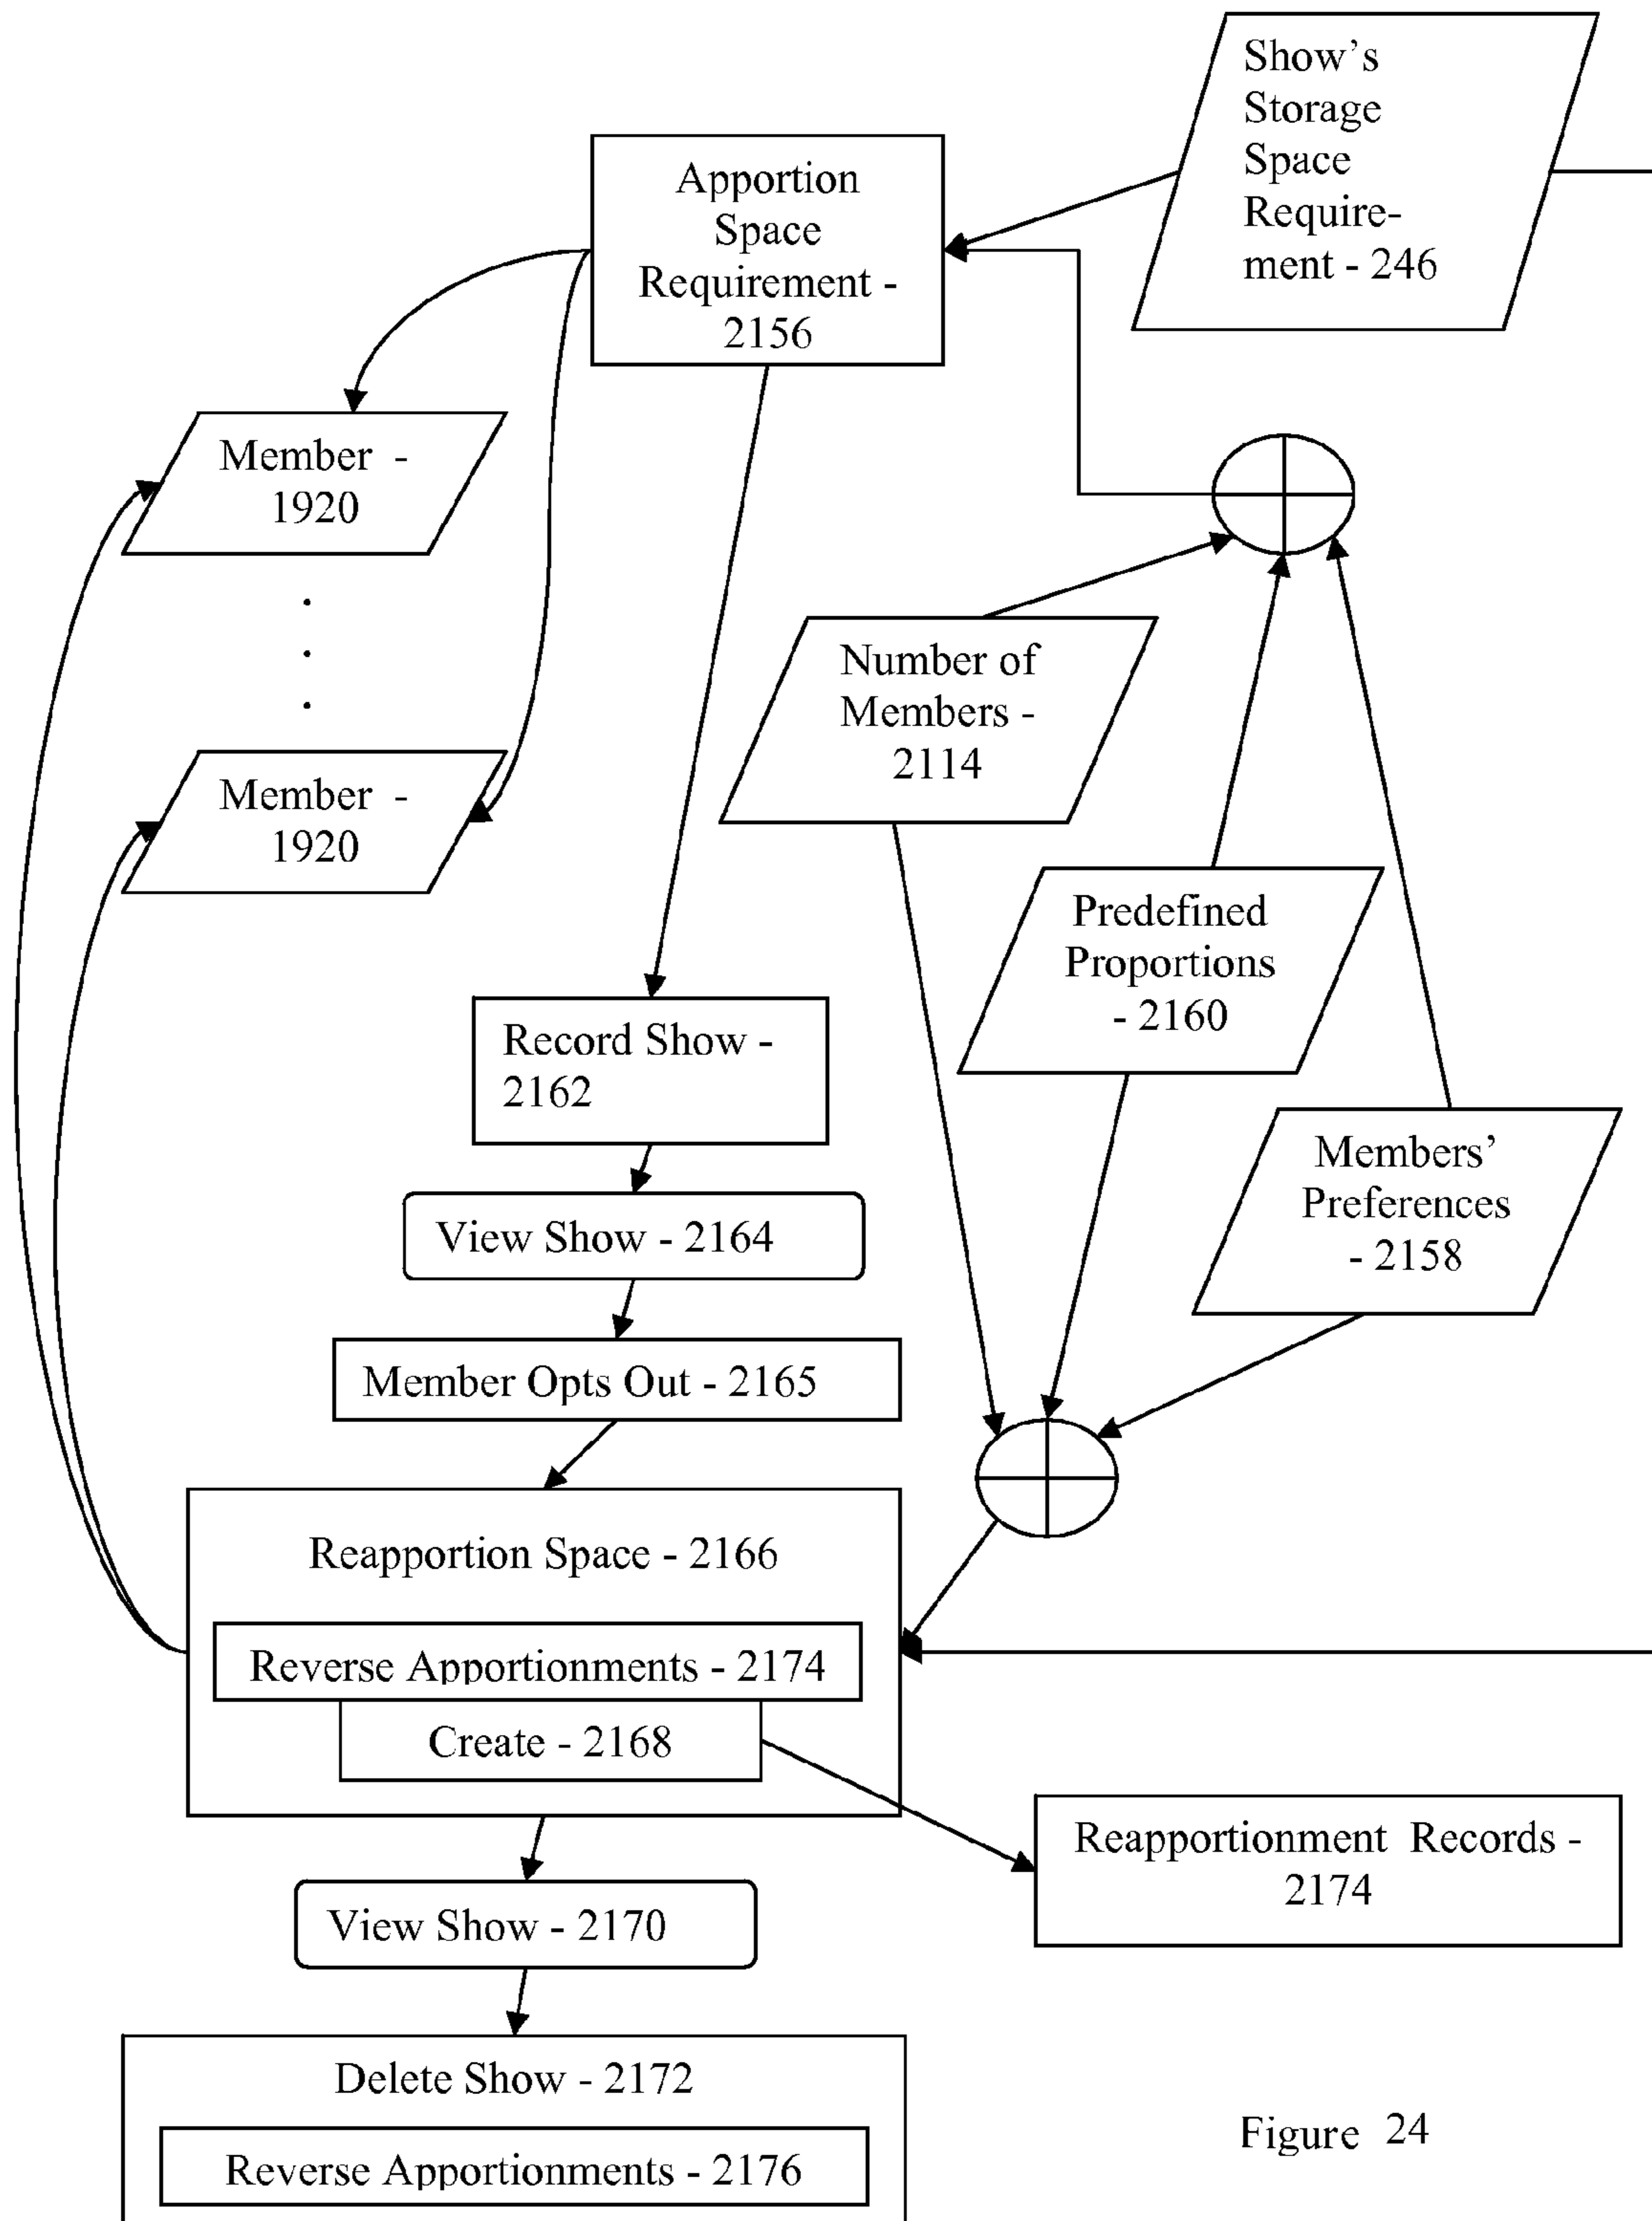 Show's
Storage
Space
Require-
ment - 246
Apportion
Space
Requirement -
2156
Member -
1920
.
.
.
Member -
1920
Number of
Members -
2114
Predefined
Proportions
- 2160
Members'
Preferences
- 2158
Record Show -
2162
View Show - 2164
Member Opts Out - 2165
Reapportion Space - 2166
Reverse Apportionments - 2174
Create - 2168
Reapportionment Records -
2174
View Show - 2170
Delete Show - 2172
Reverse Apportionments - 2176
Figure 24